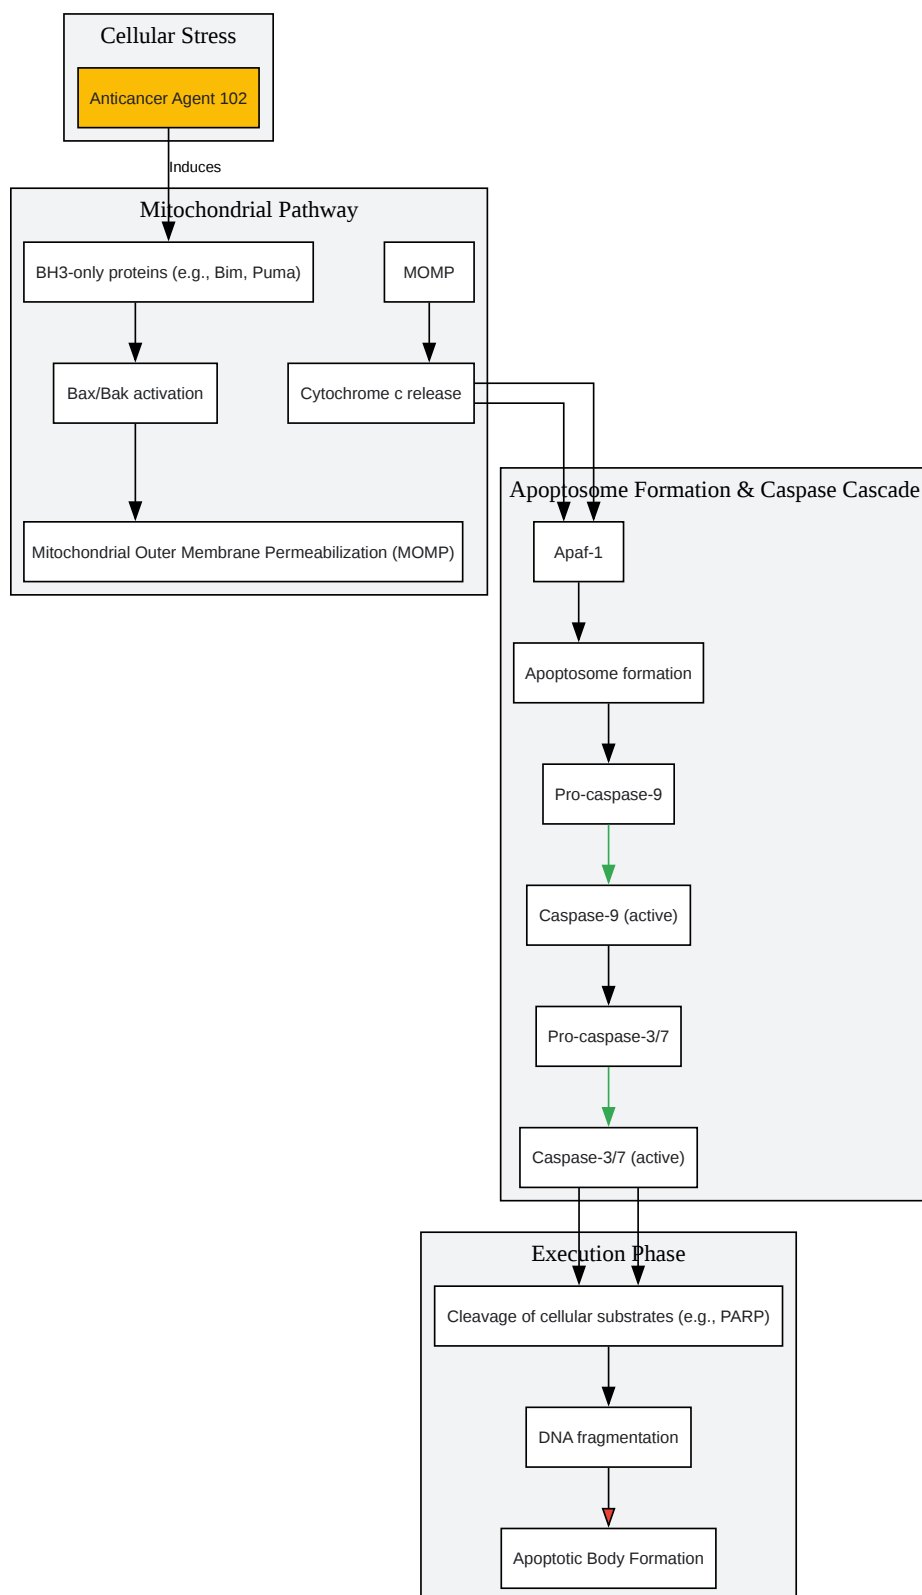 Cellular Stress
Anticancer Agent 102
Induces
Mitochondrial Pathway
BH3-only proteins (e.g., Bim, Puma)
MOMP
Bax/Bak activation
Cytochrome c release
Mitochondrial Outer Membrane Permeabilization (MOMP)
Apoptosome Formation & Caspase Cascade
Apaf-1
Apoptosome formation
Pro-caspase-9
Caspase-9 (active)
Pro-caspase-3/7
Caspase-3/7 (active)
Execution Phase
Cleavage of cellular substrates (e.g., PARP)
DNA fragmentation
Apoptotic Body Formation